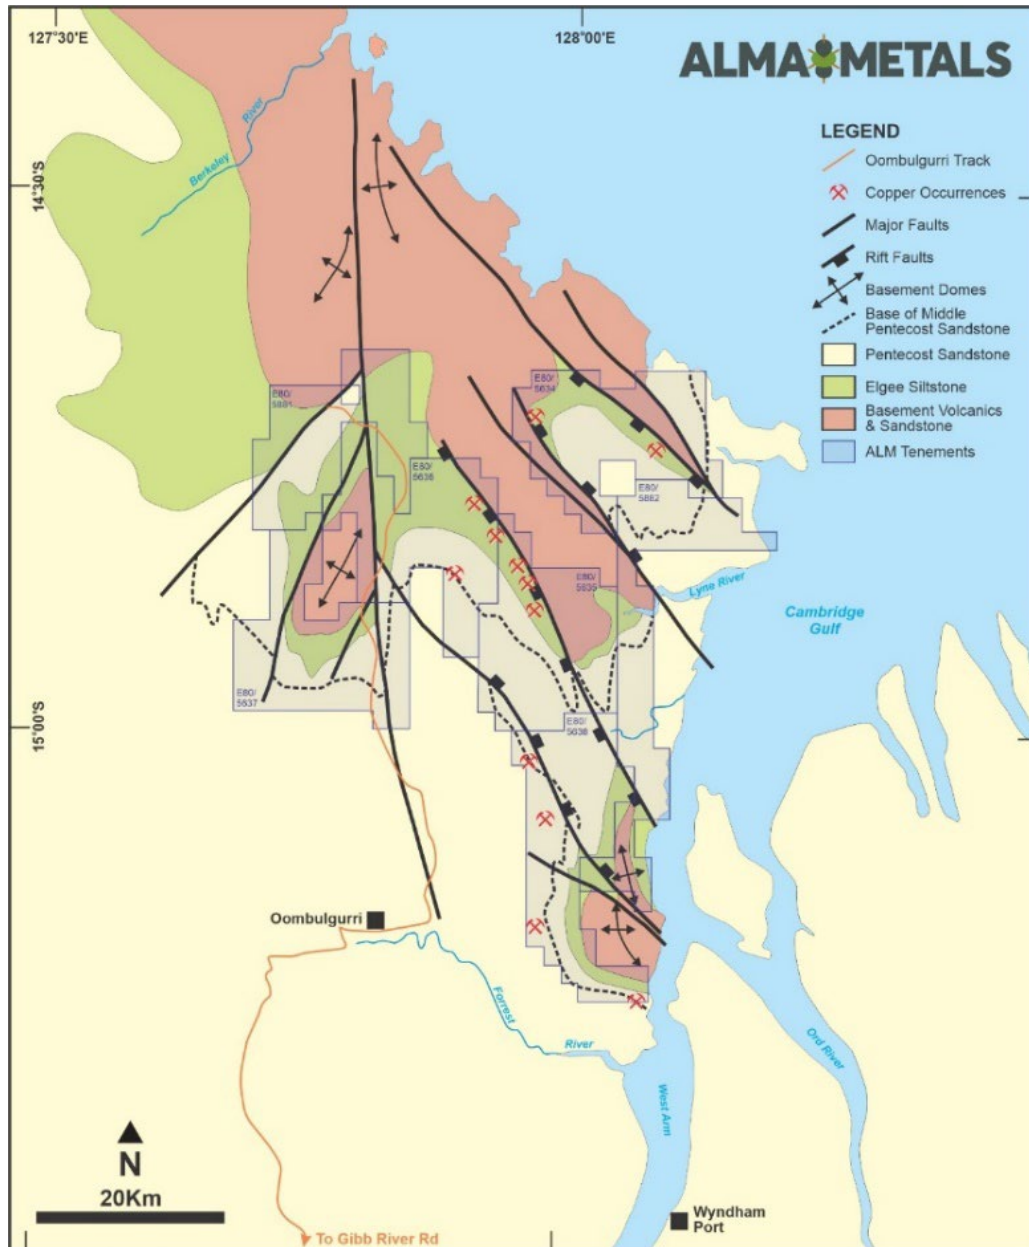 127°30'E
128°00'E
ALMA METALS
LEGEND
Oombulgurri Track
Copper Occurrences
Major Faults
Rift Faults
Basement Domes
Base of Middle
Pentecost Sandstone
Pentecost Sandstone
Elgee Siltstone
Basement Volcanics
& Sandstone
ALM Tenements
14°30'S
Berkeley
River
E80/
5634
E80/
E80/
5636
E80/
5882
E80/
5635
Lyne River
Cambridge
Gulf
E80/
5637
15°00'S
E80/
5638
Oombulgurri
Forrest
River
West Arm
Ord River
N
20Km
Wyndham
Port
To Gibb River Rd